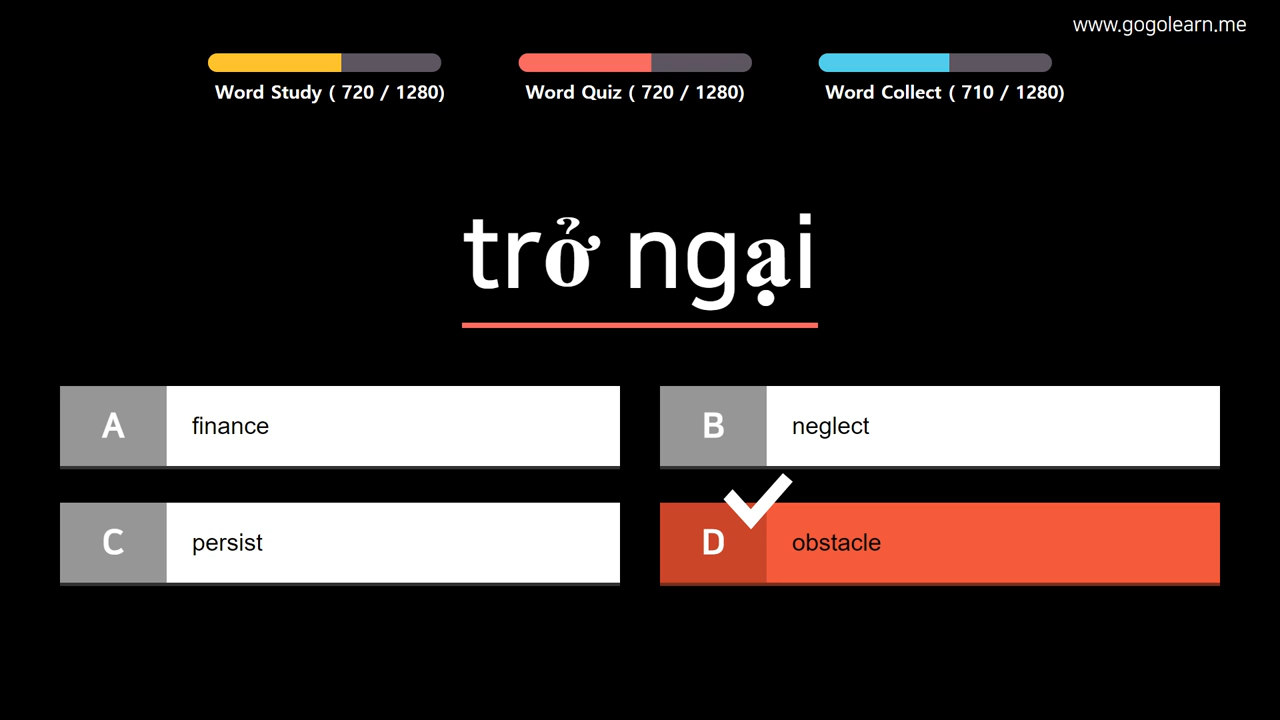 www.gogolearn.me
Word Study ( 720 / 1280)
Word Quiz ( 720 / 1280)
Word Collect ( 710 / 1280)
trở ngại
A finance
B neglect
C persist
D obstacle